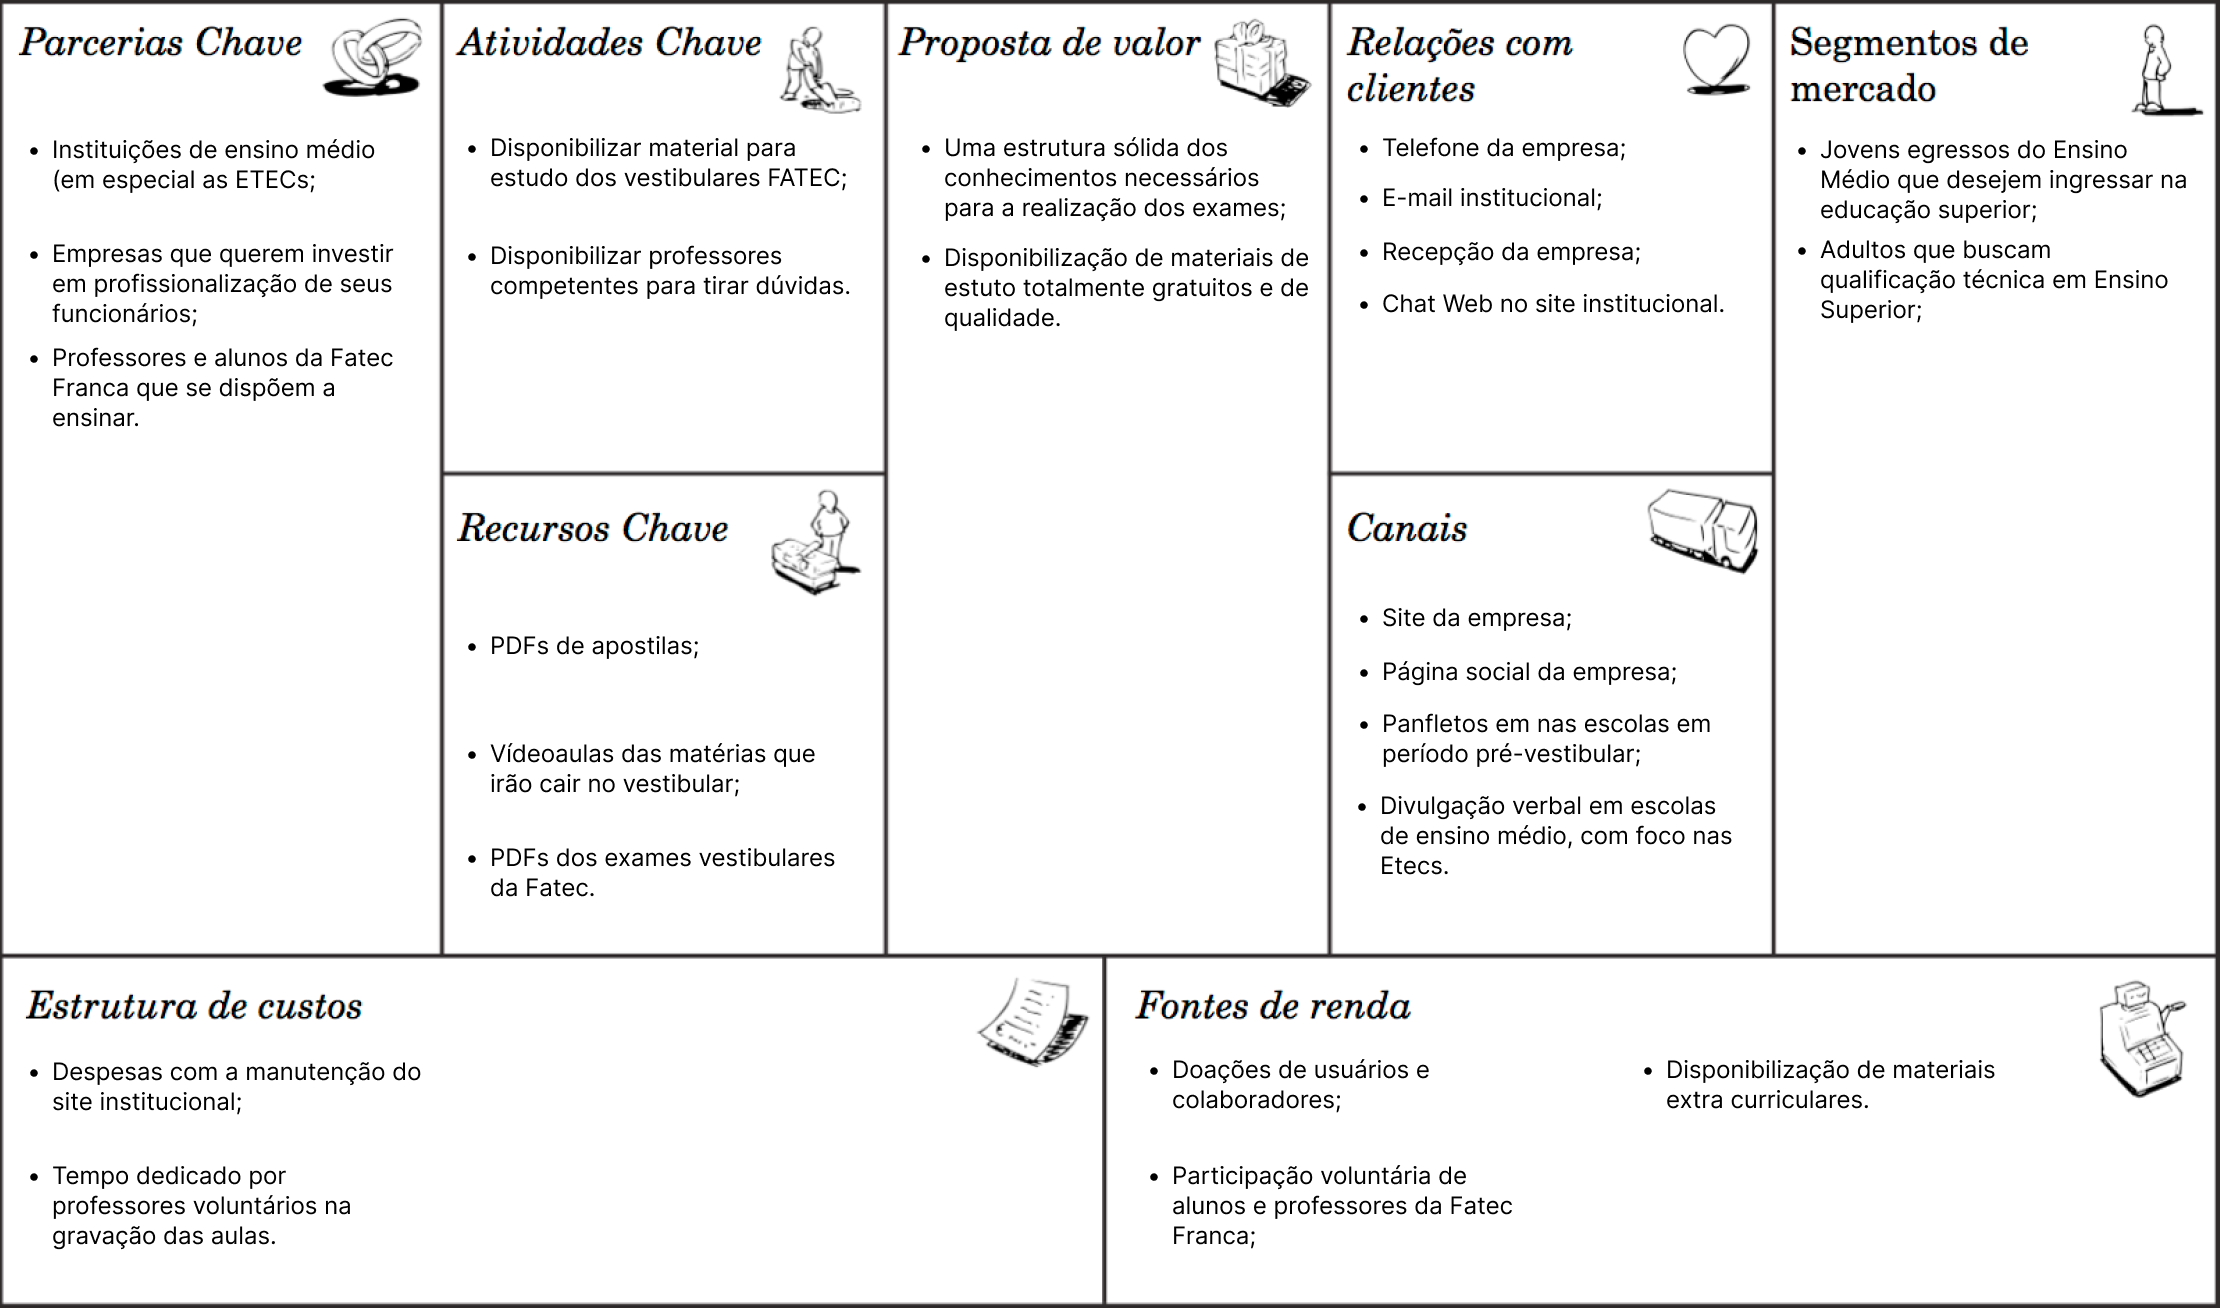 Parcerias Chave
• Instituições de ensino médio
(em especial as ETECs;
• Empresas que querem investir
em profissionalização de seus
funcionários;
• Professores e alunos da Fatec
Franca que se dispõem a
ensinar.
Atividades Chave
• Disponibilizar material para
estudo dos vestibulares FATEC;
• Disponibilizar professores
competentes para tirar dúvidas.
Recursos Chave
• PDFs de apostilas;
• Vídeoaulas das matérias que
irão cair no vestibular;
• PDFs dos exames vestibulares
da Fatec.
Proposta de valor
• Uma estrutura sólida dos
conhecimentos necessários
para a realização dos exames;
• Disponibilização de materiais de
estuto totalmente gratuitos e de
qualidade.
Relações com
clientes
• Telefone da empresa;
• E-mail institucional;
• Recepção da empresa;
• Chat Web no site institucional.
Canais
• Site da empresa;
• Página social da empresa;
• Panfletos em nas escolas em
período pré-vestibular;
• Divulgação verbal em escolas
de ensino médio, com foco nas
Etecs.
Segmentos de
mercado
• Jovens egressos do Ensino
Médio que desejem ingressar na
educação superior;
• Adultos que buscam
qualificação técnica em Ensino
Superior;
Estrutura de custos
• Despesas com a manutenção do
site institucional;
• Tempo dedicado por
professores voluntários na
gravação das aulas.
Fontes de renda
• Doações de usuários e
colaboradores;
• Participação voluntária de
alunos e professores da Fatec
Franca;
• Disponibilização de materiais
extra curriculares.